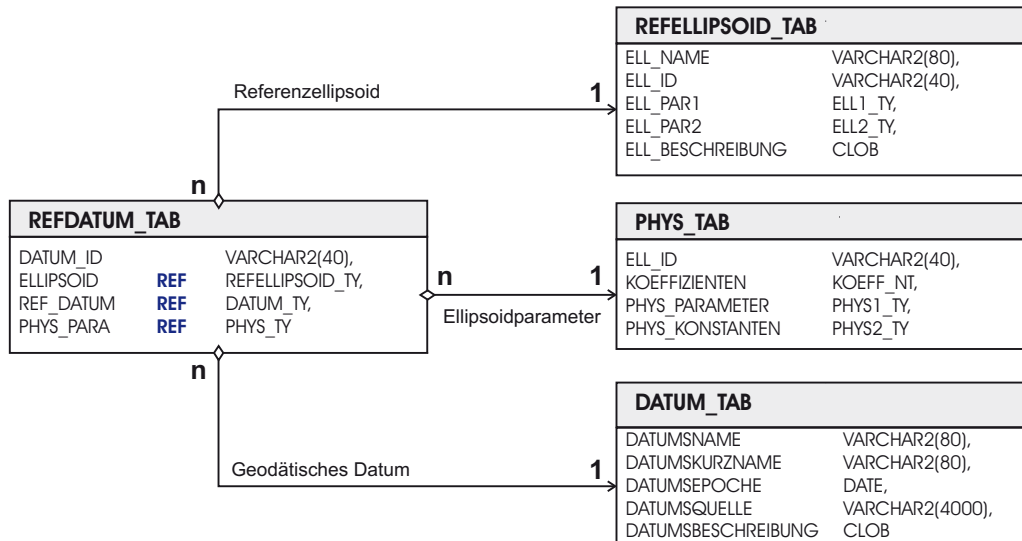 REFELLIPSOID_TAB
ELL_NAME VARCHAR2(80),
ELL_ID VARCHAR2(40),
ELL_PAR1 ELL1_TY,
ELL_PAR2 ELL2_TY,
ELL_BESCHREIBUNG CLOB
Referenzellipsoid 1
n
REFDATUM_TAB
DATUM_ID VARCHAR2(40),
ELLIPSOID REF REFELLIPSOID_TY,
REF_DATUM REF DATUM_TY,
PHYS_PARA REF PHYS_TY
n 1
Ellipsoidparameter
PHYS_TAB
ELL_ID VARCHAR2(40),
KOEFFIZIENTEN KOEFF_NT,
PHYS_PARAMETER PHYS1_TY,
PHYS_KONSTANTEN PHYS2_TY
n
Geodätisches Datum 1
DATUM_TAB
DATUMSNAME VARCHAR2(80),
DATUMSKURZNAME VARCHAR2(80),
DATUMSEPOCHE DATE,
DATUMSQUELLE VARCHAR2(4000),
DATUMSBESCHREIBUNG CLOB